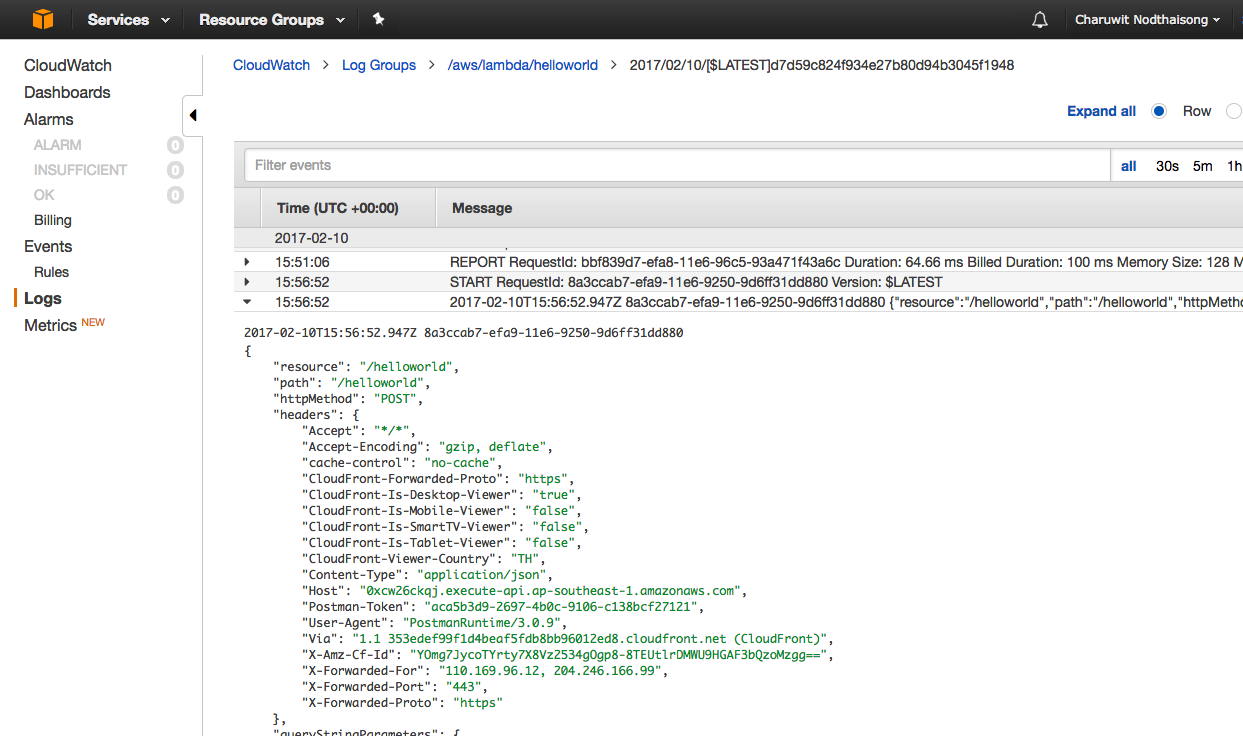 Services Resource Groups Charuwit Nodthaisong
CloudWatch
Dashboards
Alarms
ALARM 0
INSUFFICIENT 0
OK 0
Billing
Events
Rules
Logs
Metrics NEW
CloudWatch > Log Groups > /aws/lambda/helloworld > 2017/02/10/[$LATEST]d7d59c824f934e27b80d94b3045f1948
Expand all Row
Filter events all 30s 5m 1h
Time (UTC +00:00) Message
2017-02-10
15:51:06 REPORT RequestId: bbf839d7-efa8-11e6-96c5-93a471f43a6c Duration: 64.66 ms Billed Duration: 100 ms Memory Size: 128 M
15:56:52 START RequestId: 8a3ccab7-efa9-11e6-9250-9d6ff31dd880 Version: $LATEST
15:56:52 2017-02-10T15:56:52.947Z 8a3ccab7-efa9-11e6-9250-9d6ff31dd880 {"resource":"/helloworld","path":"/helloworld","httpMetho
2017-02-10T15:56:52.947Z 8a3ccab7-efa9-11e6-9250-9d6ff31dd880
{
"resource": "/helloworld",
"path": "/helloworld",
"httpMethod": "POST",
"headers": {
"Accept": "*/*",
"Accept-Encoding": "gzip, deflate",
"cache-control": "no-cache",
"CloudFront-Forwarded-Proto": "https",
"CloudFront-Is-Desktop-Viewer": "true",
"CloudFront-Is-Mobile-Viewer": "false",
"CloudFront-Is-SmartTV-Viewer": "false",
"CloudFront-Is-Tablet-Viewer": "false",
"CloudFront-Viewer-Country": "TH",
"Content-Type": "application/json",
"Host": "0xcw26ckqj.execute-api.ap-southeast-1.amazonaws.com",
"Postman-Token": "aca5b3d9-2697-4b0c-9106-c138bcf27121",
"User-Agent": "PostmanRuntime/3.0.9",
"Via": "1.1 353edef99f1d4beaf5fdb8bb96012ed8.cloudfront.net (CloudFront)",
"X-Amz-Cf-Id": "YOmg7JycoTYrty7X8Vz2534gOgp8-8TEUtlrDMWU9HGAF3bQzoMzgg==",
"X-Forwarded-For": "110.169.96.12, 204.246.166.99",
"X-Forwarded-Port": "443",
"X-Forwarded-Proto": "https"
},
"queryStringParameters": {